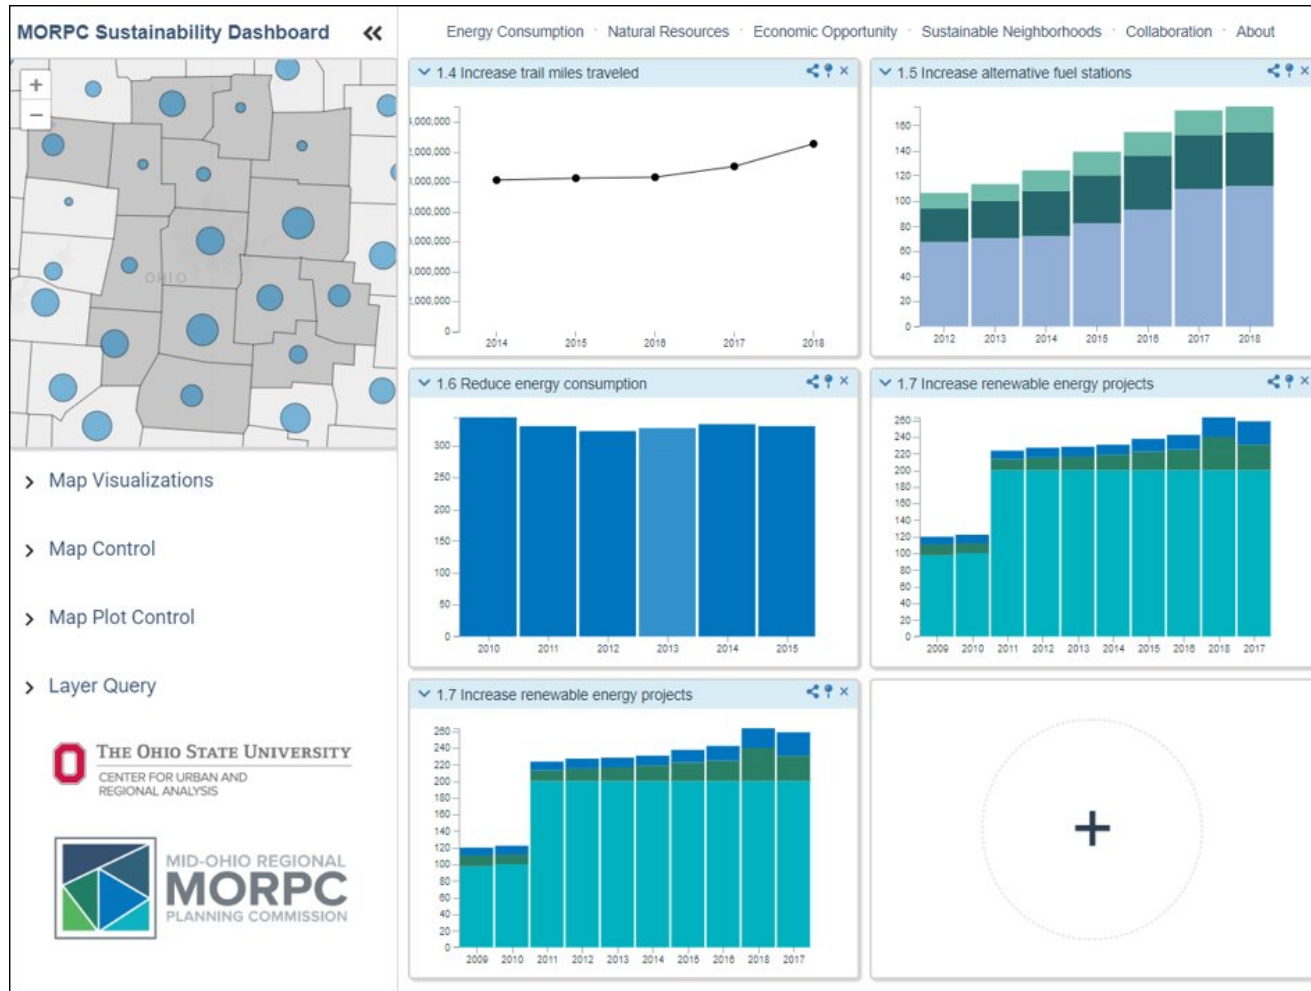 MORPC Sustainability Dashboard
Energy Consumption · Natural Resources · Economic Opportunity · Sustainable Neighborhoods · Collaboration · About
+
−
OHIO
Map Visualizations
Map Control
Map Plot Control
Layer Query
THE OHIO STATE UNIVERSITY
CENTER FOR URBAN AND
REGIONAL ANALYSIS
MID-OHIO REGIONAL
MORPC
PLANNING COMMISSION
1.4 Increase trail miles traveled
0
2014 2015 2016 2017 2018
1.5 Increase alternative fuel stations
160
140
120
100
80
60
40
20
0
2012 2013 2014 2015 2016 2017 2018
1.6 Reduce energy consumption
300
250
200
150
100
50
0
2010 2011 2012 2013 2014 2015
1.7 Increase renewable energy projects
260
240
220
200
180
160
140
120
100
80
60
40
20
0
2009 2010 2011 2012 2013 2014 2015 2016 2018 2017
1.7 Increase renewable energy projects
260
240
220
200
180
160
140
120
100
80
60
40
20
0
2009 2010 2011 2012 2013 2014 2015 2016 2018 2017
+